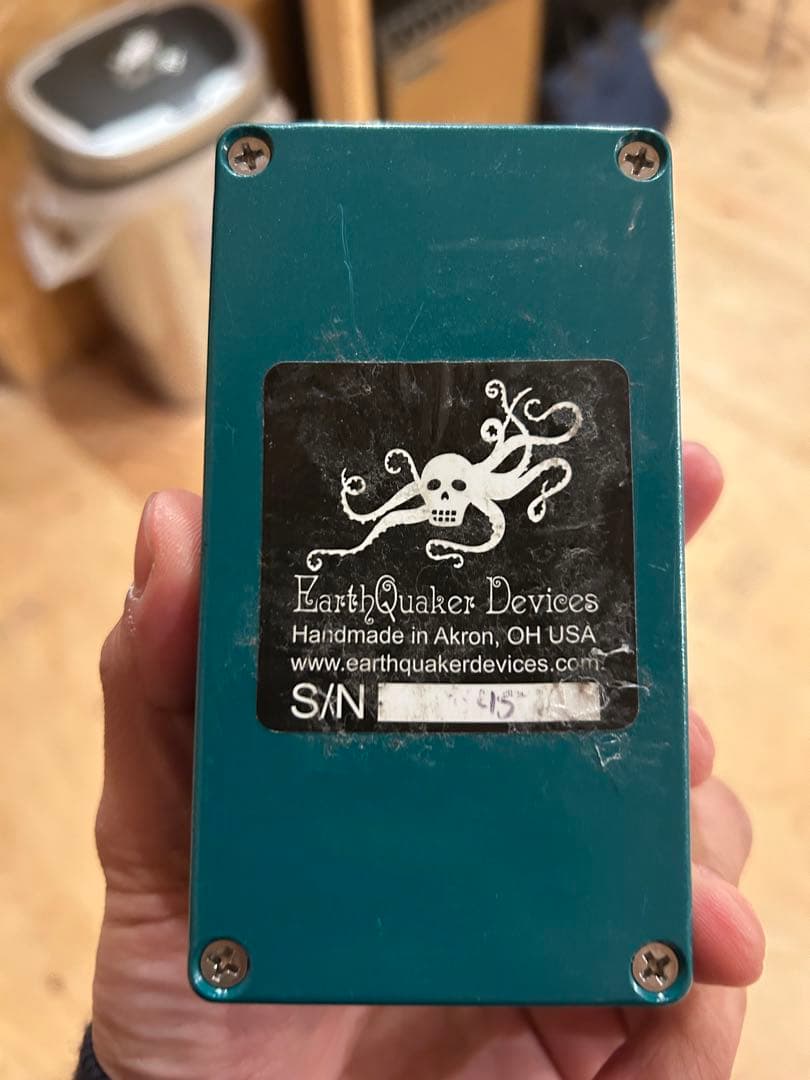 EarthQuaker Devices
Handmade in Akron, OH USA
www.earthquakerdevices.com
S/N